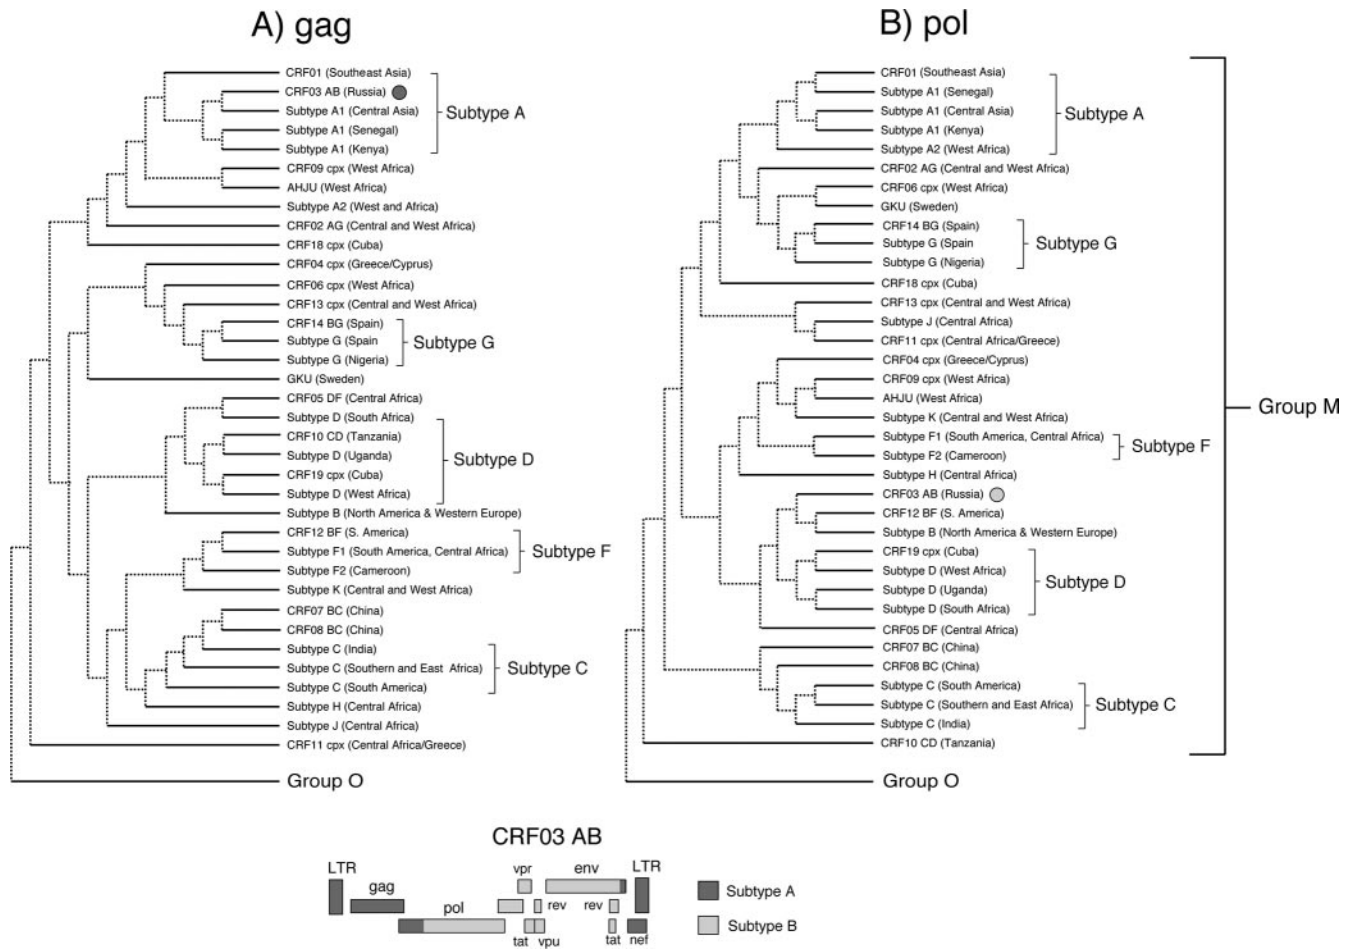 A) gag
CRF01 (Southeast Asia)
CRF03 AB (Russia)
Subtype A1 (Central Asia)
Subtype A1 (Senegal)
Subtype A1 (Kenya)
Subtype A
CRF09 cpx (West Africa)
AHJU (West Africa)
Subtype A2 (West and Africa)
CRF02 AG (Central and West Africa)
CRF18 cpx (Cuba)
CRF04 cpx (Greece/Cyprus)
CRF06 cpx (West Africa)
CRF13 cpx (Central and West Africa)
CRF14 BG (Spain)
Subtype G (Spain
Subtype G (Nigeria)
Subtype G
GKU (Sweden)
CRF05 DF (Central Africa)
Subtype D (South Africa)
CRF10 CD (Tanzania)
Subtype D (Uganda)
CRF19 cpx (Cuba)
Subtype D (West Africa)
Subtype D
Subtype B (North America & Western Europe)
CRF12 BF (S. America)
Subtype F1 (South America, Central Africa)
Subtype F2 (Cameroon)
Subtype F
Subtype K (Central and West Africa)
CRF07 BC (China)
CRF08 BC (China)
Subtype C (India)
Subtype C (Southern and East Africa)
Subtype C (South America)
Subtype C
Subtype H (Central Africa)
Subtype J (Central Africa)
CRF11 cpx (Central Africa/Greece)
Group O
B) pol
CRF01 (Southeast Asia)
Subtype A1 (Senegal)
Subtype A1 (Central Asia)
Subtype A1 (Kenya)
Subtype A2 (West Africa)
Subtype A
CRF02 AG (Central and West Africa)
CRF06 cpx (West Africa)
GKU (Sweden)
CRF14 BG (Spain)
Subtype G (Spain
Subtype G (Nigeria)
Subtype G
CRF18 cpx (Cuba)
CRF13 cpx (Central and West Africa)
Subtype J (Central Africa)
CRF11 cpx (Central Africa/Greece)
CRF04 cpx (Greece/Cyprus)
CRF09 cpx (West Africa)
AHJU (West Africa)
Subtype K (Central and West Africa)
Subtype F1 (South America, Central Africa)
Subtype F2 (Cameroon)
Subtype F
Subtype H (Central Africa)
CRF03 AB (Russia)
CRF12 BF (S. America)
Subtype B (North America & Western Europe)
CRF19 cpx (Cuba)
Subtype D (West Africa)
Subtype D (Uganda)
Subtype D (South Africa)
Subtype D
CRF05 DF (Central Africa)
CRF07 BC (China)
CRF08 BC (China)
Subtype C (South America)
Subtype C (Southern and East Africa)
Subtype C (India)
Subtype C
CRF10 CD (Tanzania)
Group O
Group M
CRF03 AB
LTR
gag
pol
vpr
env
LTR
rev
rev
tat
vpu
tat
nef
Subtype A
Subtype B